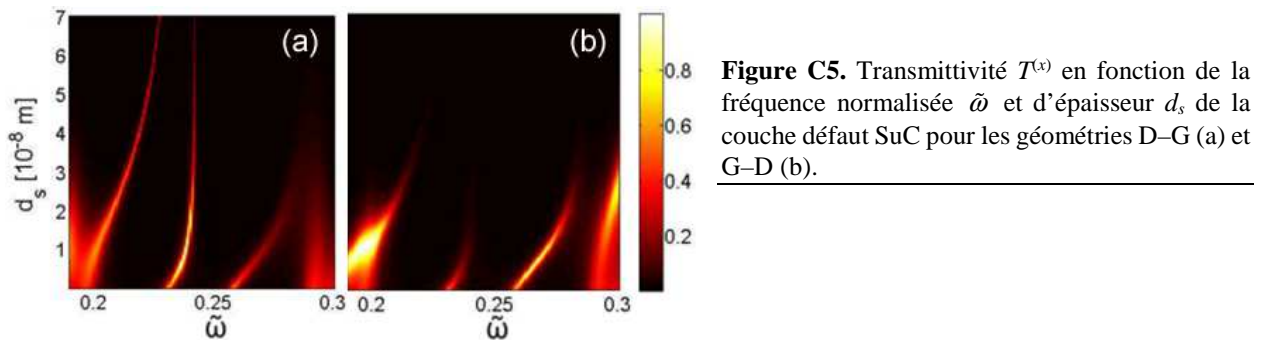 (a)
(b)
7
6
5
4
3
2
1
d_s [10⁻⁸ m]
0.2
0.25
0.3
ω̃
0.2
0.25
0.3
ω̃
0.8
0.6
0.4
0.2
Figure C5. Transmittivité T⁽ˣ⁾ en fonction de la
fréquence normalisée ω̃ et d'épaisseur d_s de la
couche défaut SuC pour les géométries D–G (a) et
G–D (b).